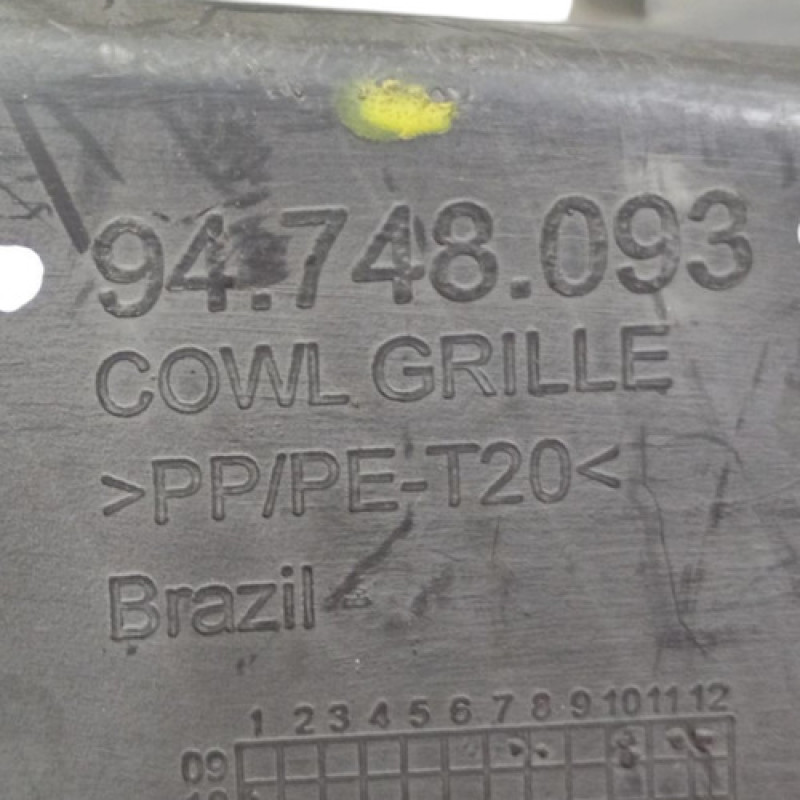 94.748.093
COWL GRILLE
>PP/PE-T20<
Brazil
1 2 3 4 5 6 7 8 9 10 11 12
09